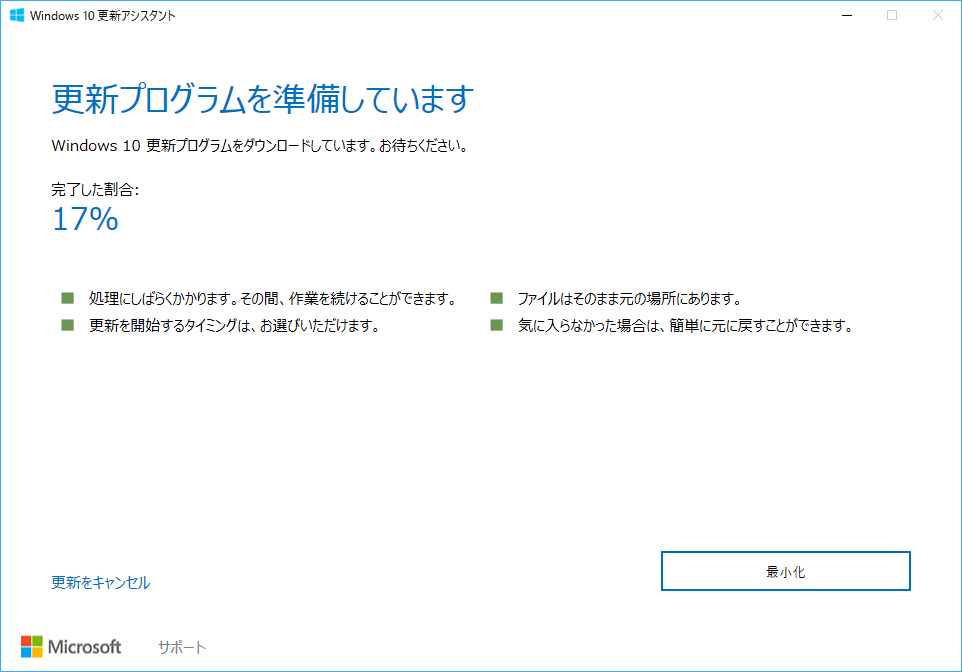 Windows 10 更新アシスタント
更新プログラムを準備しています
Windows 10 更新プログラムをダウンロードしています。お待ちください。
完了した割合:
17%
処理にしばらくかかります。その間、作業を続けることができます。
更新を開始するタイミングは、お選びいただけます。
ファイルはそのまま元の場所にあります。
気に入らなかった場合は、簡単に元に戻すことができます。
更新をキャンセル
最小化
Microsoft
サポート